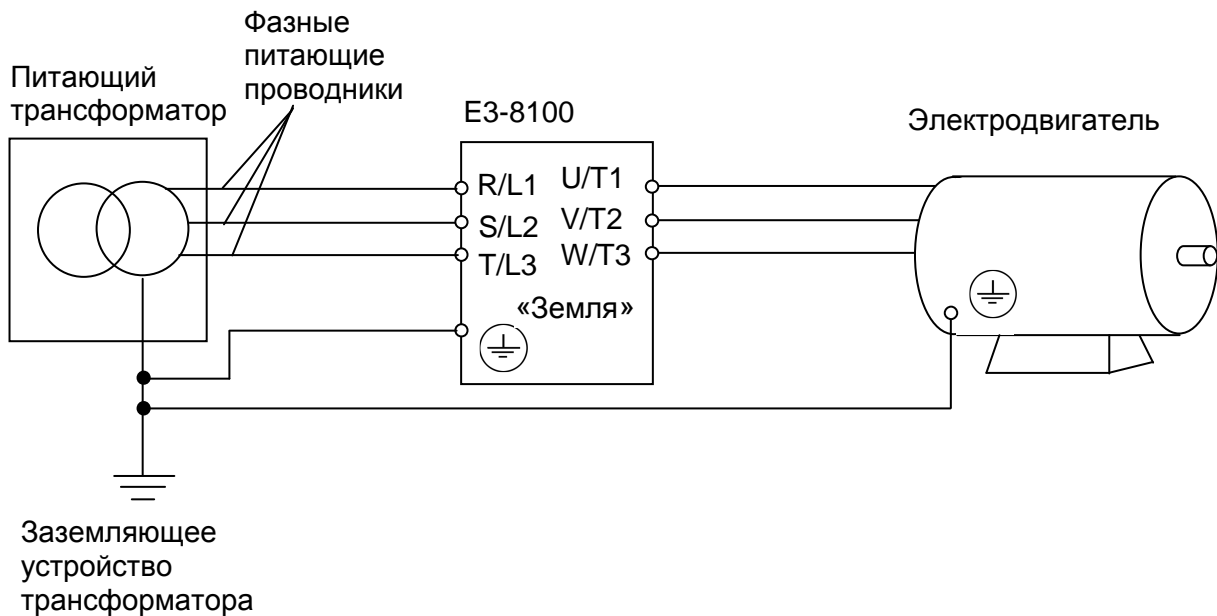 Фазные
питающие
проводники
Питающий
трансформатор
E3-8100
Электродвигатель
R/L1 U/T1
S/L2 V/T2
T/L3 W/T3
«Земля»
Заземляющее
устройство
трансформатора